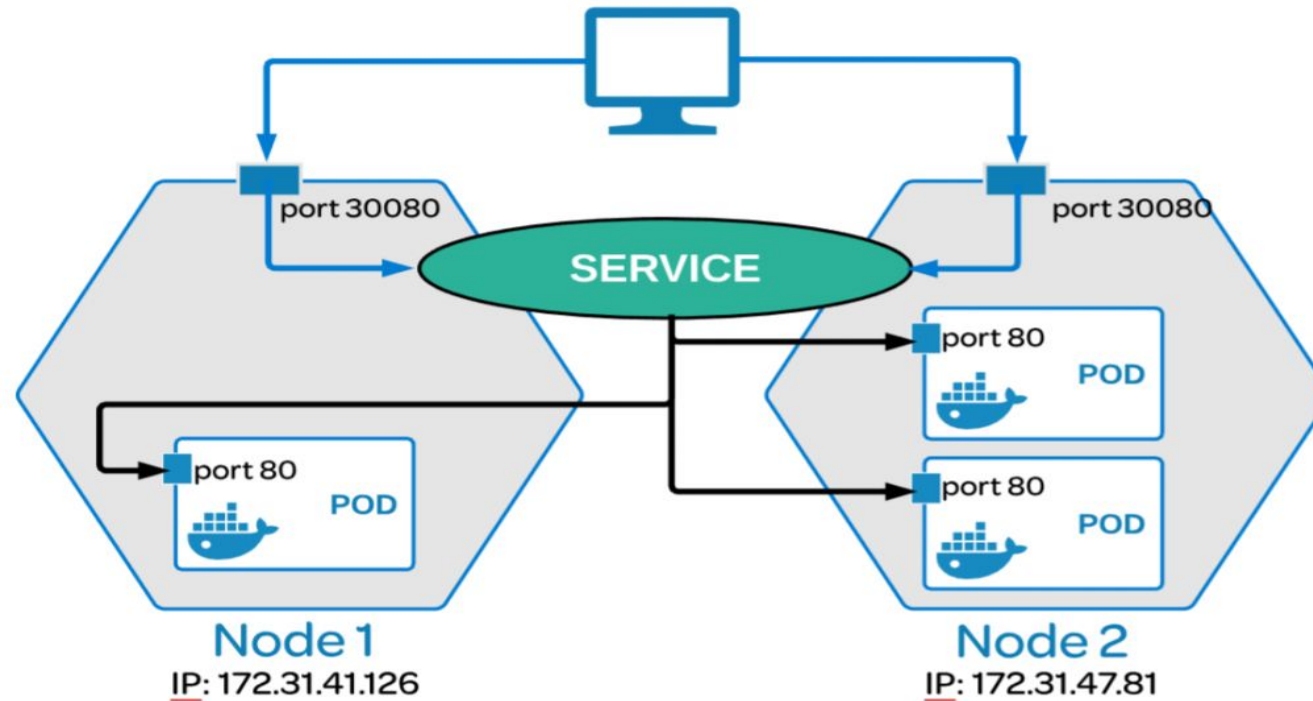 port 30080
port 30080
SERVICE
port 80
POD
port 80
POD
port 80
POD
Node 1
IP: 172.31.41.126
Node 2
IP: 172.31.47.81